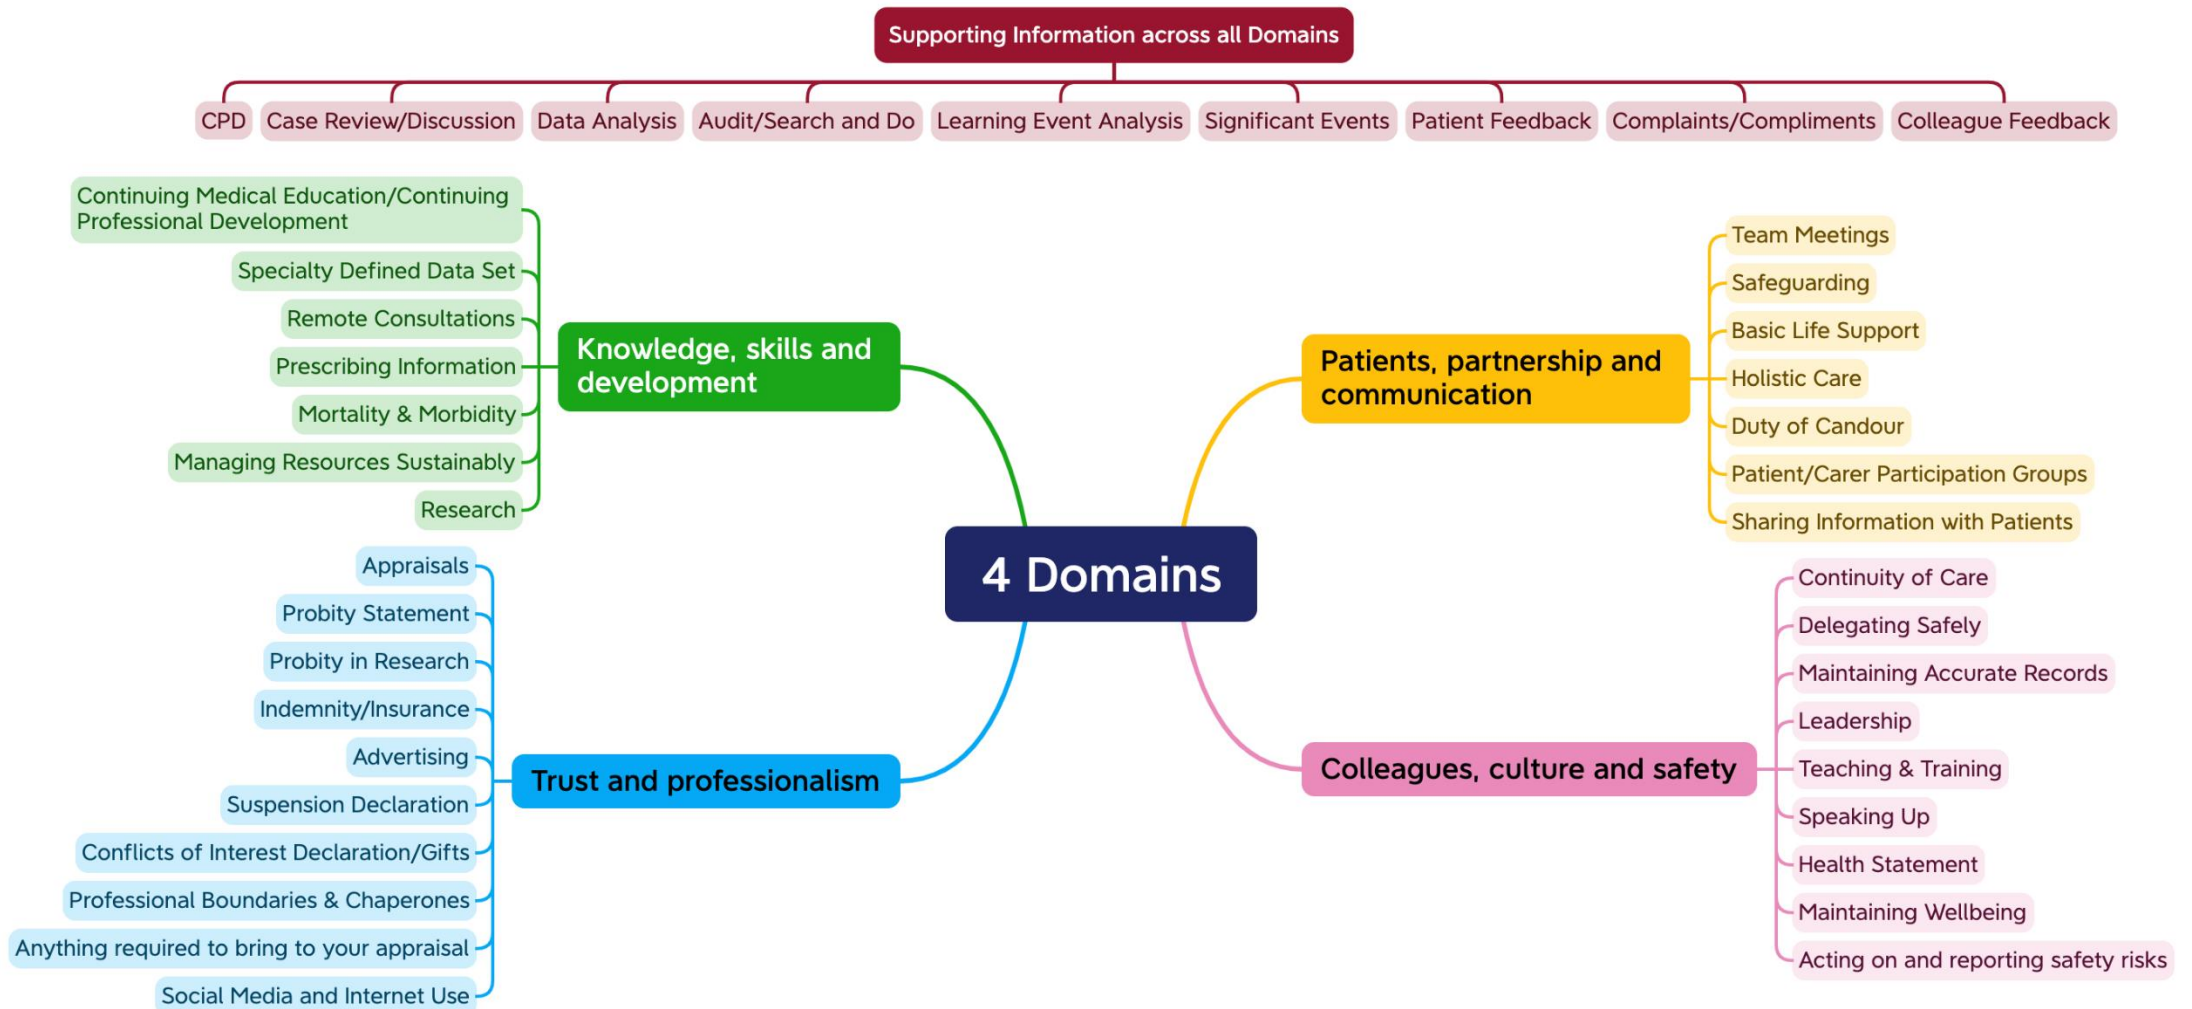 Supporting Information across all Domains
CPD
Case Review/Discussion
Data Analysis
Audit/Search and Do
Learning Event Analysis
Significant Events
Patient Feedback
Complaints/Compliments
Colleague Feedback
Continuing Medical Education/Continuing
Professional Development
Specialty Defined Data Set
Remote Consultations
Prescribing Information
Mortality & Morbidity
Managing Resources Sustainably
Research
Knowledge, skills and
development
Patients, partnership and
communication
Team Meetings
Safeguarding
Basic Life Support
Holistic Care
Duty of Candour
Patient/Carer Participation Groups
Sharing Information with Patients
4 Domains
Appraisals
Probity Statement
Probity in Research
Indemnity/Insurance
Advertising
Suspension Declaration
Conflicts of Interest Declaration/Gifts
Professional Boundaries & Chaperones
Anything required to bring to your appraisal
Social Media and Internet Use
Trust and professionalism
Colleagues, culture and safety
Continuity of Care
Delegating Safely
Maintaining Accurate Records
Leadership
Teaching & Training
Speaking Up
Health Statement
Maintaining Wellbeing
Acting on and reporting safety risks